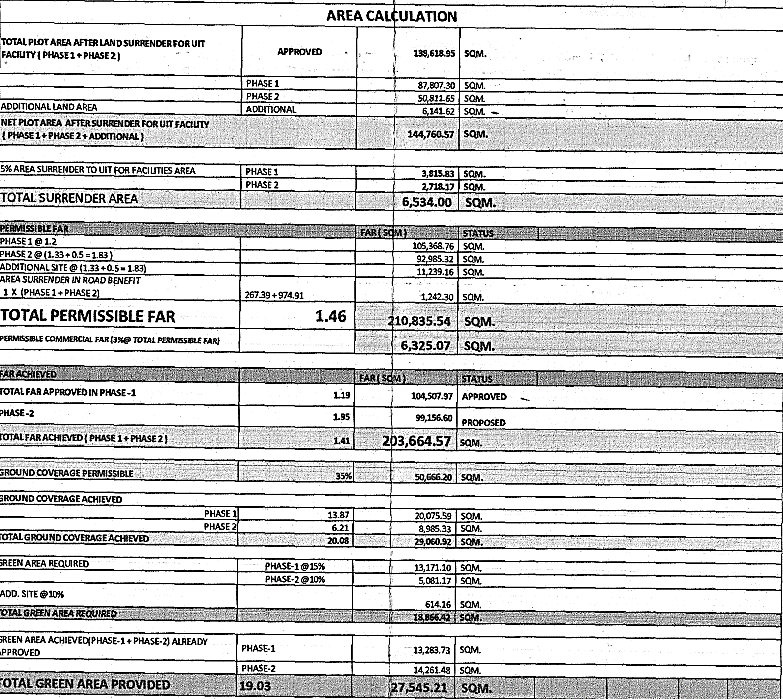 AREA CALCULATION
TOTAL PLOT AREA AFTER LAND SURRENDER FOR UIT
FACILITY ( PHASE 1 + PHASE 2 ) APPROVED 138,618.95 SQM.
PHASE 1 87,807.30 SQM.
PHASE 2 50,811.65 SQM.
ADDITIONAL LAND AREA ADDITIONAL 6,141.62 SQM.
NET PLOT AREA AFTER SURRENDER FOR UIT FACILITY
( PHASE 1 + PHASE 2 + ADDITIONAL ) 144,760.57 SQM.
5% AREA SURRENDER TO UIT FOR FACILITIES AREA PHASE 1 3,815.83 SQM.
PHASE 2 2,718.17 SQM.
TOTAL SURRENDER AREA 6,534.00 SQM.
PERMISSIBLE FAR FAR ( SQM ) STATUS
PHASE 1 @ 1.2 105,368.76 SQM.
PHASE 2 @ (1.33 + 0.5 = 1.83 ) 92,985.32 SQM.
ADDITIONAL SITE @ (1.33 + 0.5 = 1.83) 11,239.16 SQM.
AREA SURRENDER IN ROAD BENEFIT
1 X (PHASE 1 + PHASE 2) 267.39 + 974.91 1,242.30 SQM.
TOTAL PERMISSIBLE FAR 1.46 210,835.54 SQM.
PERMISSIBLE COMMERCIAL FAR (3%@ TOTAL PERMISSIBLE FAR) 6,325.07 SQM.
FAR ACHIEVED FAR ( SQM ) STATUS
TOTAL FAR APPROVED IN PHASE -1 1.19 104,507.97 APPROVED
PHASE -2 1.95 99,156.60 PROPOSED
TOTAL FAR ACHIEVED ( PHASE 1 + PHASE 2 ) 1.41 203,664.57 SQM.
GROUND COVERAGE PERMISSIBLE 35% 50,666.20 SQM.
GROUND COVERAGE ACHIEVED
PHASE 1 13.87 20,075.59 SQM.
PHASE 2 6.21 8,985.33 SQM.
TOTAL GROUND COVERAGE ACHIEVED 20.08 29,060.92 SQM.
GREEN AREA REQUIRED PHASE-1 @15% 13,171.10 SQM.
PHASE-2 @10% 5,081.17 SQM.
ADD. SITE @10% 614.16 SQM.
TOTAL GREEN AREA REQUIRED 18,866.42 SQM.
GREEN AREA ACHIEVED(PHASE-1 + PHASE-2) ALREADY
APPROVED PHASE-1 13,283.73 SQM.
PHASE-2 14,261.48 SQM.
TOTAL GREEN AREA PROVIDED 19.03 27,545.21 SQM.